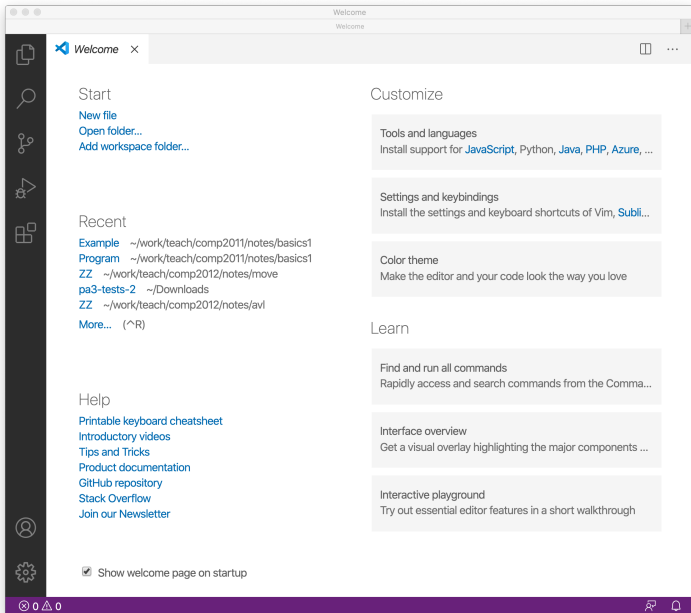 Welcome
Welcome
Welcome
Start
New file
Open folder...
Add workspace folder...
Recent
Example ~/work/teach/comp2011/notes/basics1
Program ~/work/teach/comp2011/notes/basics1
ZZ ~/work/teach/comp2012/notes/move
pa3-tests-2 ~/Downloads
ZZ ~/work/teach/comp2012/notes/avl
More... (^R)
Help
Printable keyboard cheatsheet
Introductory videos
Tips and Tricks
Product documentation
GitHub repository
Stack Overflow
Join our Newsletter
Show welcome page on startup
Customize
Tools and languages
Install support for JavaScript, Python, Java, PHP, Azure, ...
Settings and keybindings
Install the settings and keyboard shortcuts of Vim, Subli...
Color theme
Make the editor and your code look the way you love
Learn
Find and run all commands
Rapidly access and search commands from the Comma...
Interface overview
Get a visual overlay highlighting the major components ...
Interactive playground
Try out essential editor features in a short walkthrough
0 0